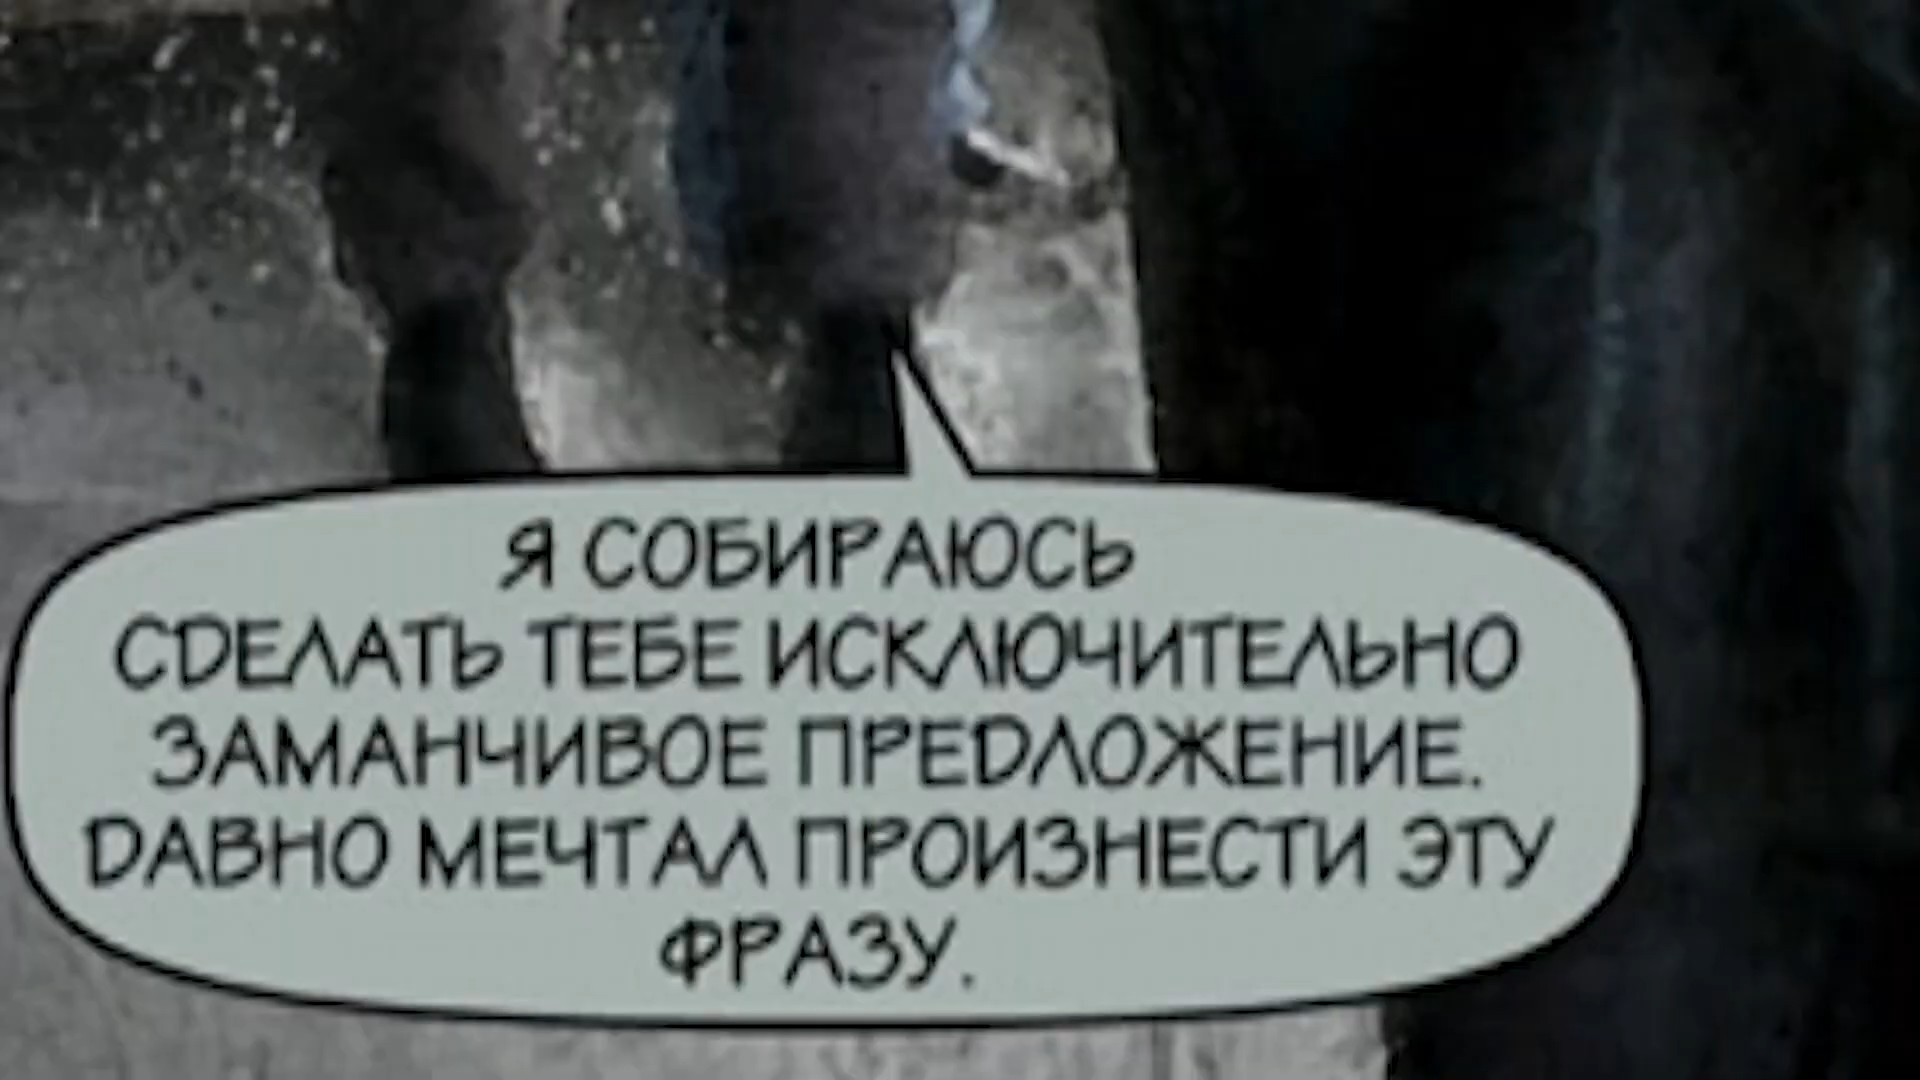 Я СОБИРАЮСЬ
СДЕЛАТЬ ТЕБЕ ИСКЛЮЧИТЕЛЬНО
ЗАМАНЧИВОЕ ПРЕДЛОЖЕНИЕ.
ДАВНО МЕЧТАЛ ПРОИЗНЕСТИ ЭТУ
ФРАЗУ.